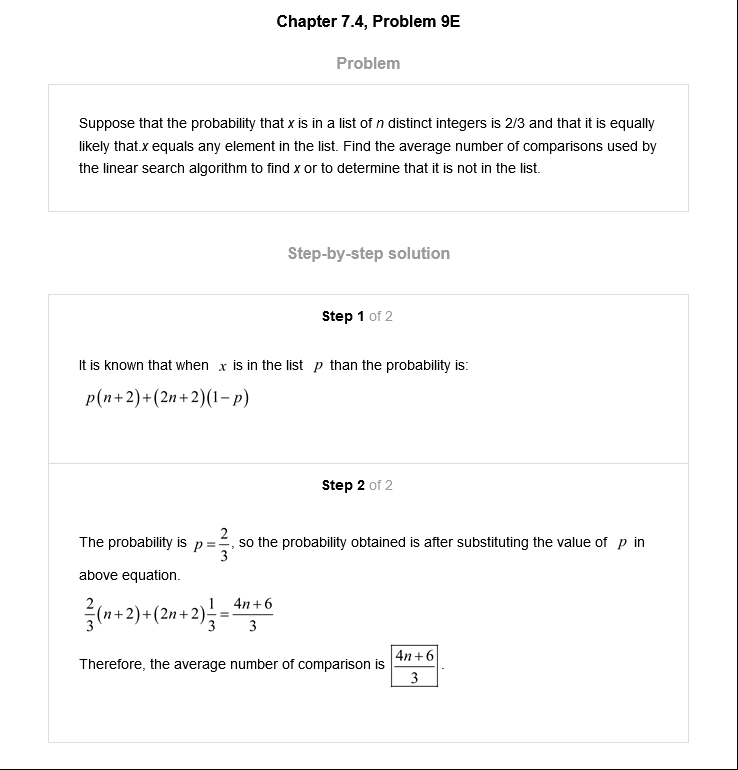 Chapter 7.4, Problem 9E
Problem
Suppose that the probability that x is in a list of n distinct integers is 2/3 and that it is equally
likely that.x equals any element in the list. Find the average number of comparisons used by
the linear search algorithm to find x or to determine that it is not in the list.
Step-by-step solution
Step 1 of 2
It is known that when x is in the list p than the probability is:
p(n+2)+(2n+2)(1−p)
Step 2 of 2
The probability is p = 2/3, so the probability obtained is after substituting the value of p in
above equation.
2/3(n+2)+(2n+2)1/3 = 4n+6/3
Therefore, the average number of comparison is 4n+6/3.